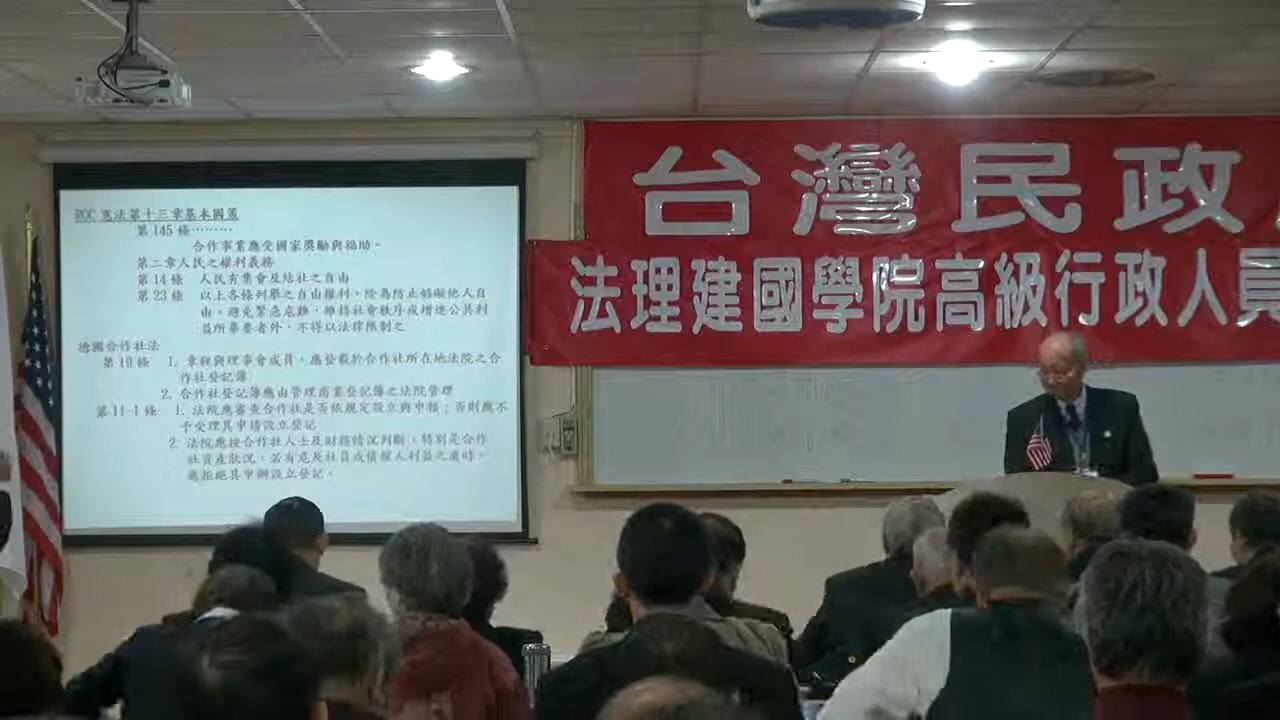 ROC 憲法第十三章基本國策
第 145 條………
合作事業應受國家獎勵與福助。
第二章人民之權利義務
第 14 條 人民有集會及結社之自由
第 23 條 以上各條列舉之自由權利，除為防止妨礙他人自
由，避免緊急危難，維持社會秩序或增進公共利
益所畢要者外，不得以法律限制之
德國合作社法
第 10 條 1. 章程與理事會成員，應登載於合作社所在地法院之合
作社登記簿
2. 合作社登記簿應由管理商業登記簿之法院管理
第 11-1 條 1. 法院應審查合作社是否依規定設立與申報；否則應不
予受理其申請設立登記
2. 法院應按合作社人士及財務情況判斷，特別是合作
社資產狀況，若有危及社員或債權人利益之虞時，
應拒絕其申辦設立登記。
台灣民政
法理建國學院高級行政人員